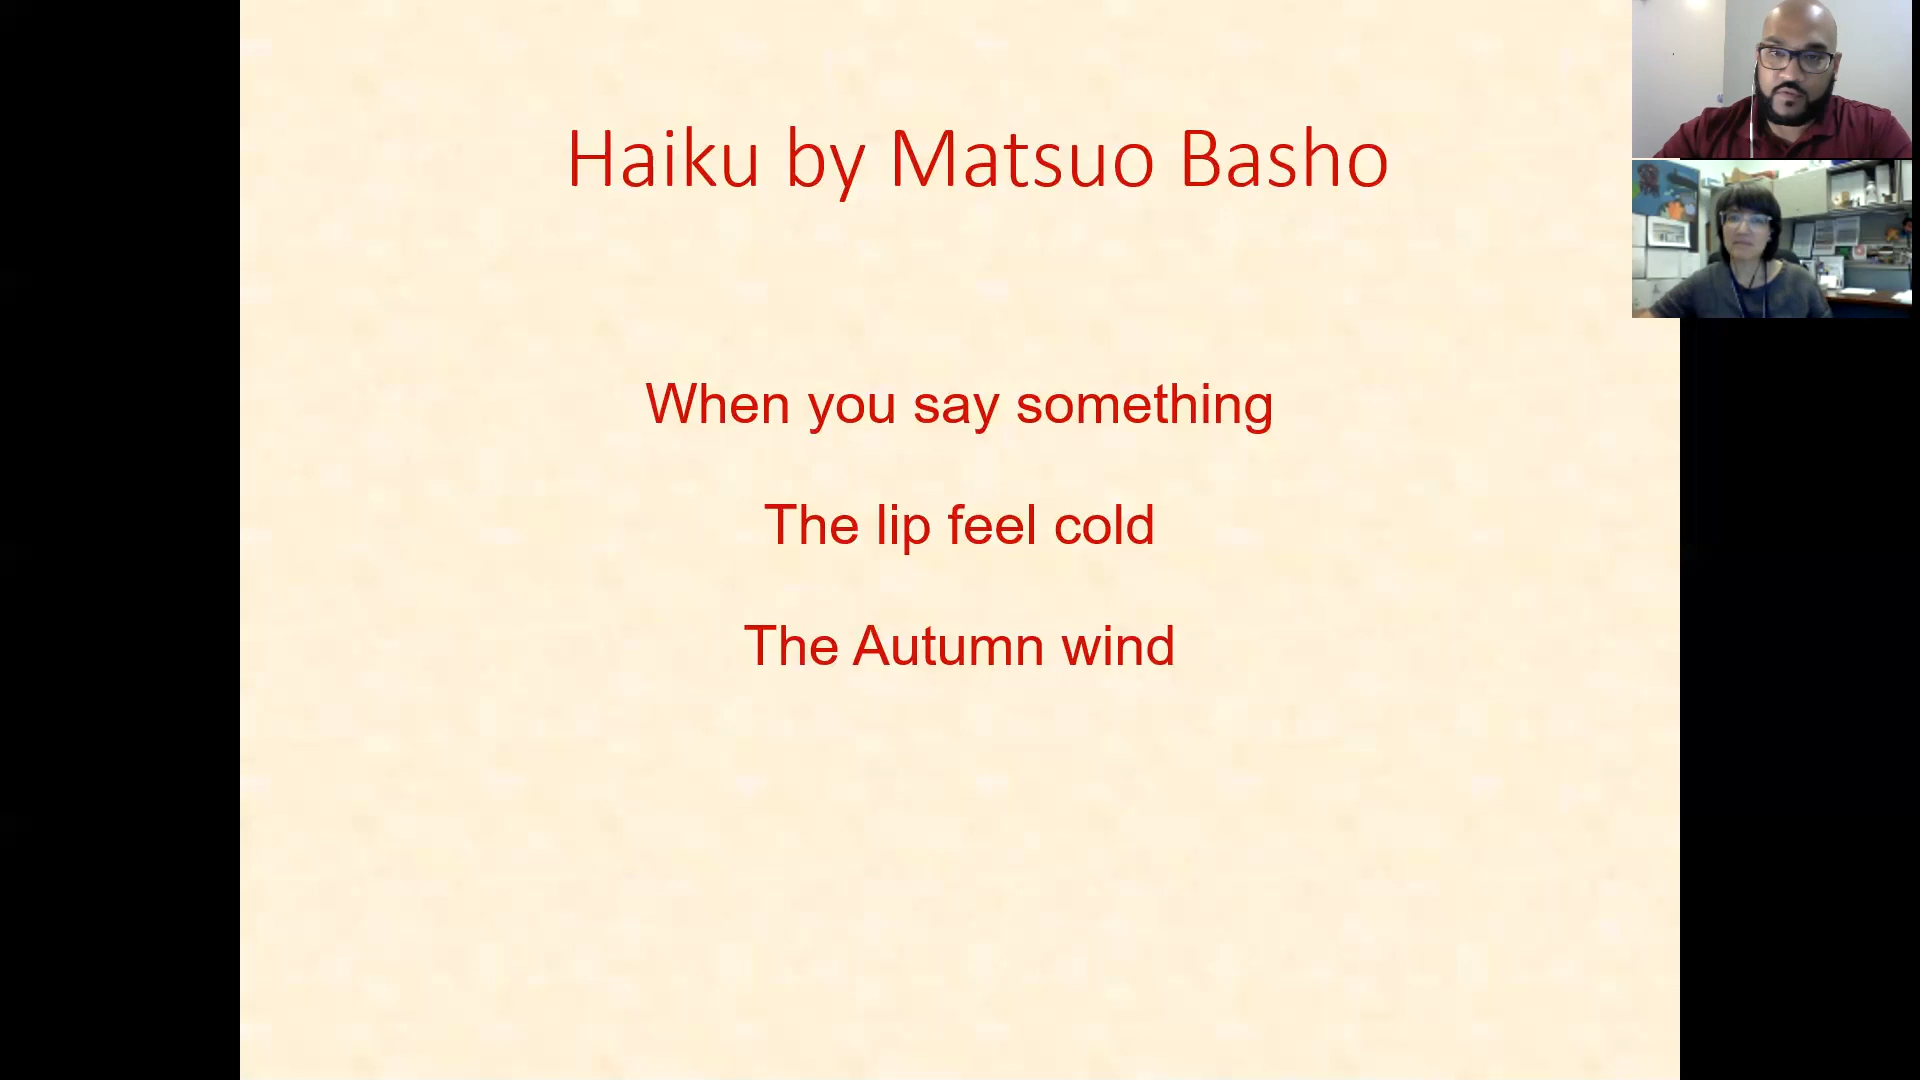 Haiku by Matsuo Basho
When you say something
The lip feel cold
The Autumn wind